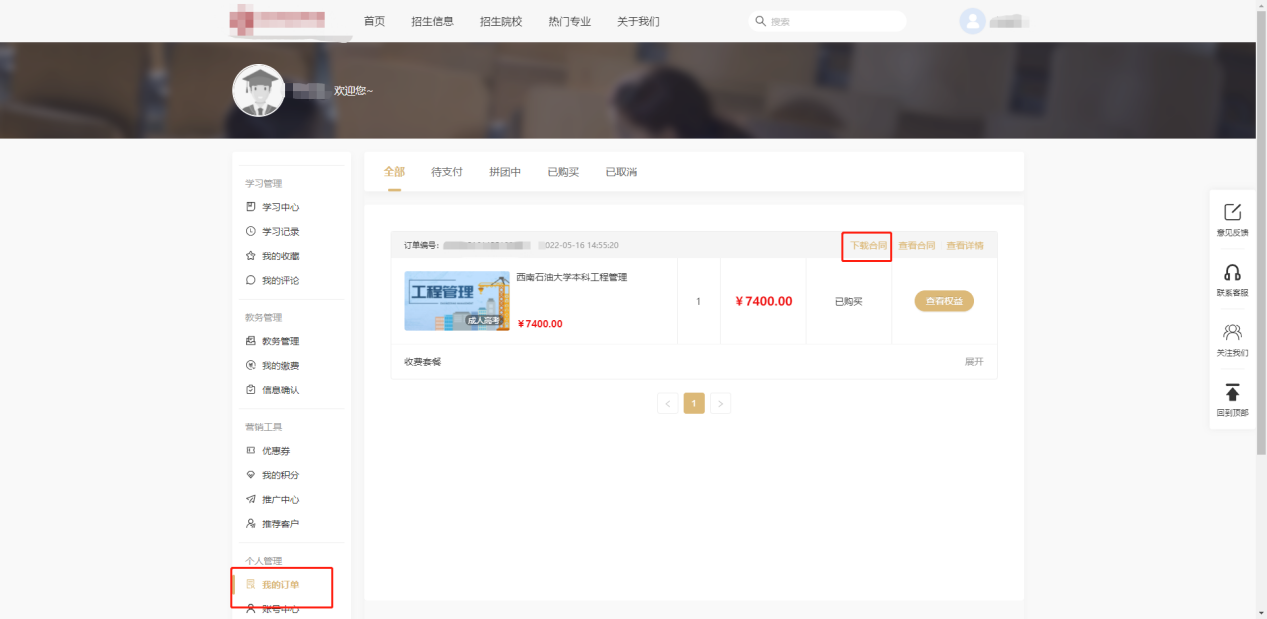 首页 招生信息 招生院校 热门专业 关于我们 搜索
欢迎您~
学习管理
学习中心
学习记录
我的收藏
我的评论
教务管理
教务管理
我的缴费
信息确认
营销工具
优惠券
我的积分
推广中心
推荐客户
个人管理
我的订单
账号中心
全部 待支付 拼团中 已购买 已取消
订单编号: 022-05-16 14:55:20 下载合同 查看合同 查看详情
工程管理
成人高考
西南石油大学本科工程管理
¥7400.00
1
¥7400.00
已购买
查看权益
收费套餐 展开
< 1 >
意见反馈
联系客服
关注我们
回到顶部